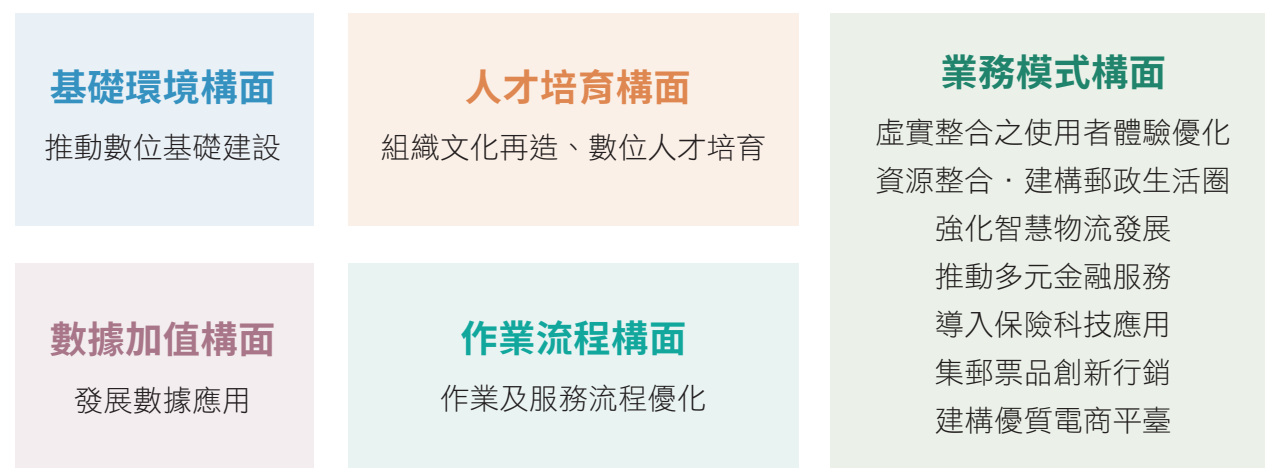 基礎環境構面
推動數位基礎建設
人才培育構面
組織文化再造、數位人才培育
業務模式構面
虛實整合之使用者體驗優化
資源整合．建構郵政生活圈
強化智慧物流發展
推動多元金融服務
導入保險科技應用
集郵票品創新行銷
建構優質電商平臺
數據加值構面
發展數據應用
作業流程構面
作業及服務流程優化